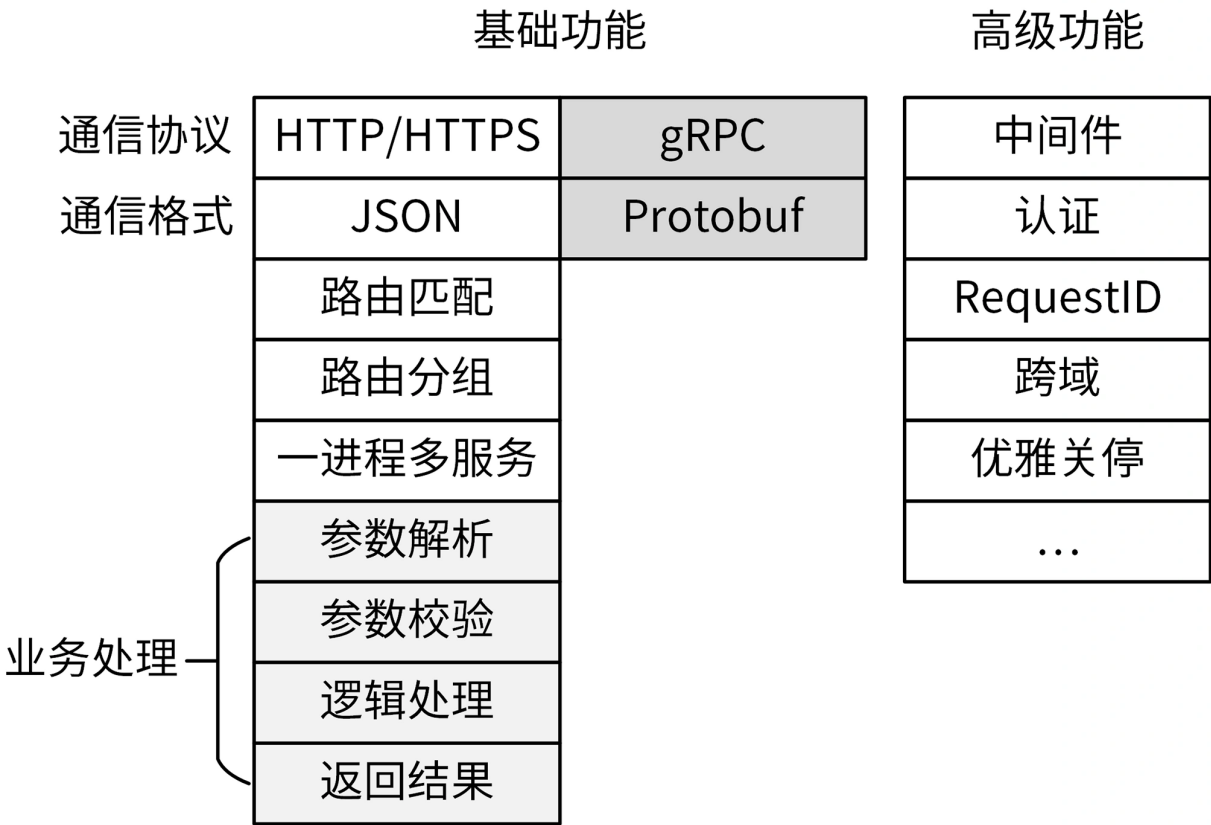 基础功能 高级功能
通信协议 HTTP/HTTPS gRPC 中间件
通信格式 JSON Protobuf 认证
路由匹配 RequestID
路由分组 跨域
一进程多服务 优雅关停
参数解析 …
参数校验
业务处理
逻辑处理
返回结果